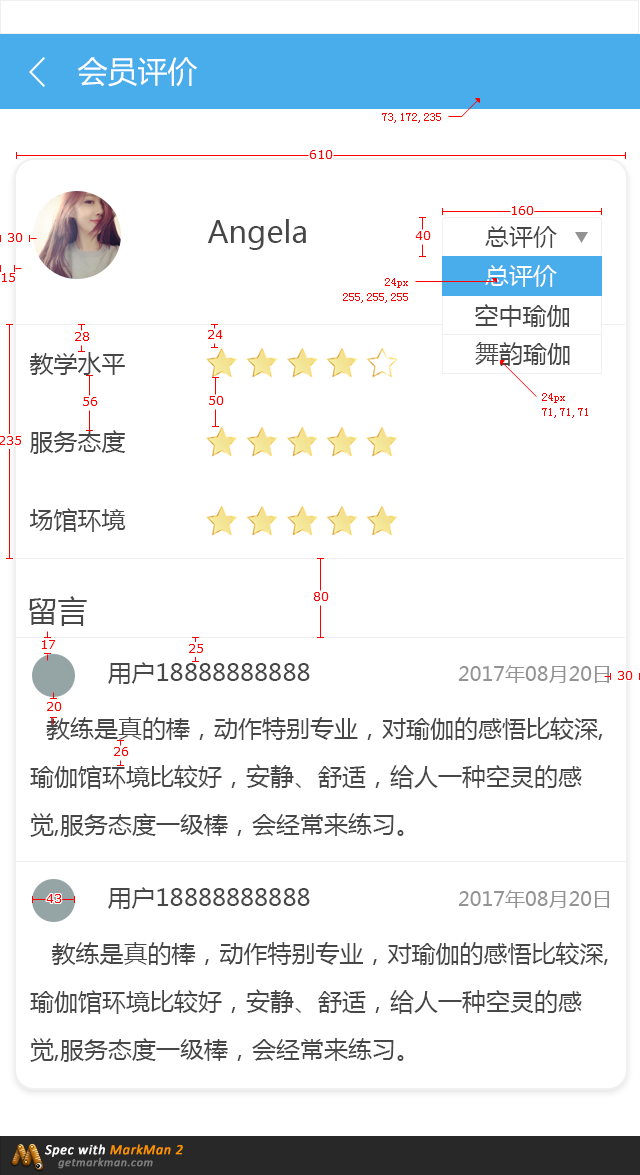 会员评价
73, 172, 235
610
30
Angela
160
40
总评价
15
24px
255, 255, 255
总评价
空中瑜伽
28
24
教学水平
舞韵瑜伽
24px
71, 71, 71
56
50
235
服务态度
场馆环境
80
留言
17
25
用户18888888888
2017年08月20日
30
20
教练是真的棒，动作特别专业，对瑜伽的感悟比较深,
26
瑜伽馆环境比较好，安静、舒适，给人一种空灵的感
觉,服务态度一级棒，会经常来练习。
43
用户18888888888
2017年08月20日
教练是真的棒，动作特别专业，对瑜伽的感悟比较深,
瑜伽馆环境比较好，安静、舒适，给人一种空灵的感
觉,服务态度一级棒，会经常来练习。
Spec with MarkMan 2
getmarkman.com